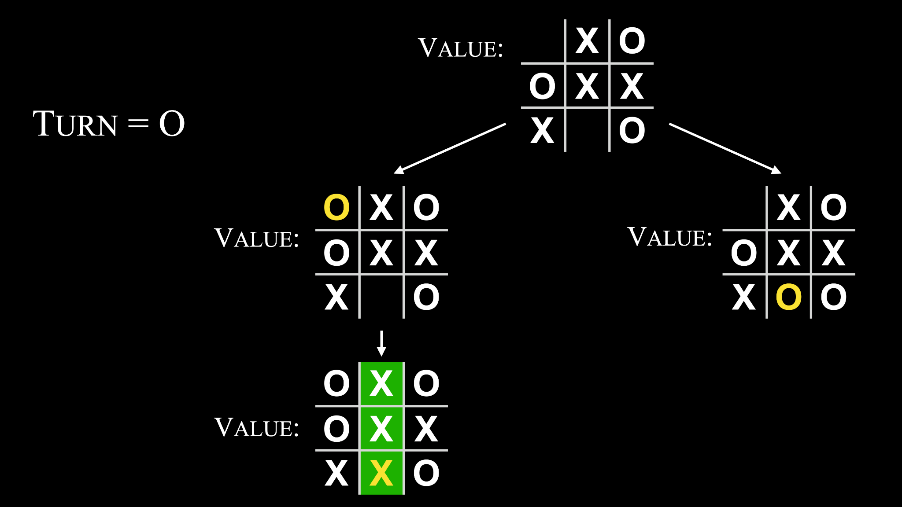 VALUE:
X O
O X X
X O
TURN = O
VALUE:
O X O
O X X
X O
VALUE:
X O
O X X
X O O
VALUE:
O X O
O X X
X X O